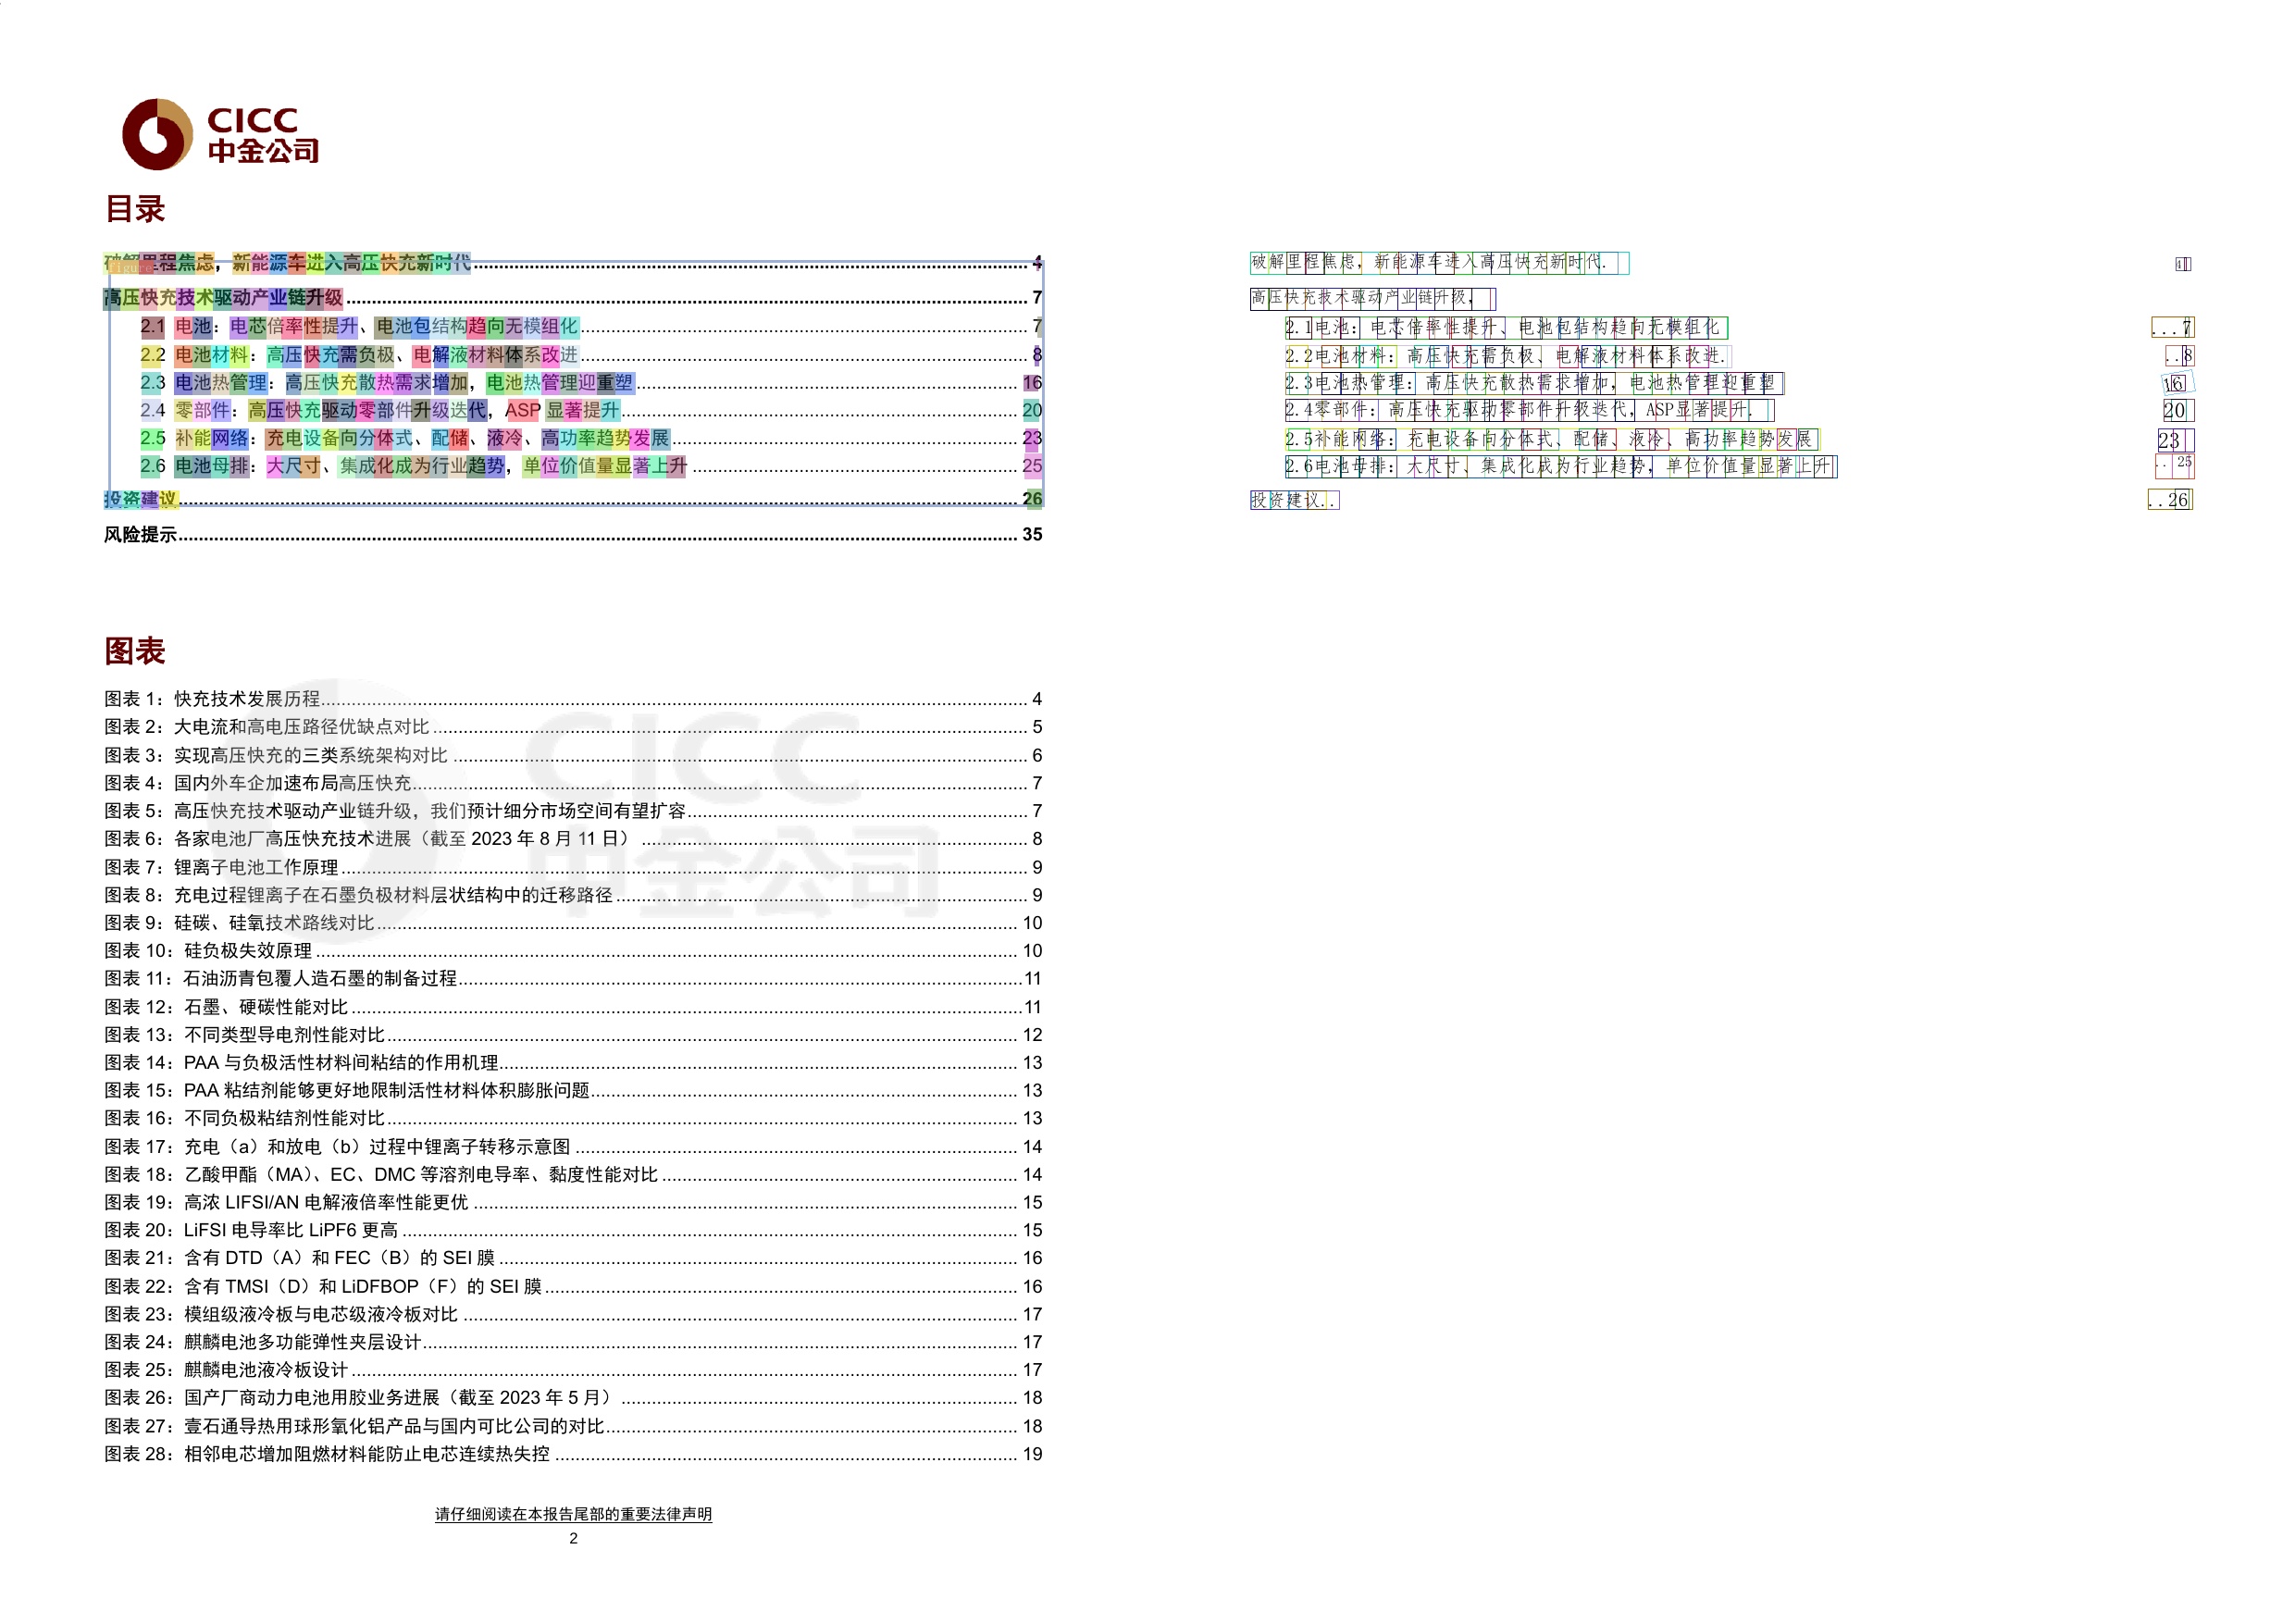 CICC
中金公司
目录
破解里程焦虑，新能源车进入高压快充新时代 4
高压快充技术驱动产业链升级 7
2.1 电池：电芯倍率性提升、电池包结构趋向无模组化 7
2.2 电池材料：高压快充需负极、电解液材料体系改进 8
2.3 电池热管理：高压快充散热需求增加，电池热管理迎重塑 16
2.4 零部件：高压快充驱动零部件升级迭代，ASP 显著提升 20
2.5 补能网络：充电设备向分体式、配储、液冷、高功率趋势发展 23
2.6 电池母排：大尺寸、集成化成为行业趋势，单位价值量显著上升 25
投资建议 26
风险提示 35
图表
图表 1：快充技术发展历程 4
图表 2：大电流和高电压路径优缺点对比 5
图表 3：实现高压快充的三类系统架构对比 6
图表 4：国内外车企加速布局高压快充 7
图表 5：高压快充技术驱动产业链升级，我们预计细分市场空间有望扩容 7
图表 6：各家电池厂高压快充技术进展（截至 2023 年 8 月 11 日） 8
图表 7：锂离子电池工作原理 9
图表 8：充电过程锂离子在石墨负极材料层状结构中的迁移路径 9
图表 9：硅碳、硅氧技术路线对比 10
图表 10：硅负极失效原理 10
图表 11：石油沥青包覆人造石墨的制备过程 11
图表 12：石墨、硬碳性能对比 11
图表 13：不同类型导电剂性能对比 12
图表 14：PAA 与负极活性材料间粘结的作用机理 13
图表 15：PAA 粘结剂能够更好地限制活性材料体积膨胀问题 13
图表 16：不同负极粘结剂性能对比 13
图表 17：充电（a）和放电（b）过程中锂离子转移示意图 14
图表 18：乙酸甲酯（MA）、EC、DMC 等溶剂电导率、黏度性能对比 14
图表 19：高浓 LIFSI/AN 电解液倍率性能更优 15
图表 20：LiFSI 电导率比 LiPF6 更高 15
图表 21：含有 DTD（A）和 FEC（B）的 SEI 膜 16
图表 22：含有 TMSI（D）和 LiDFBOP（F）的 SEI 膜 16
图表 23：模组级液冷板与电芯级液冷板对比 17
图表 24：麒麟电池多功能弹性夹层设计 17
图表 25：麒麟电池液冷板设计 17
图表 26：国产厂商动力电池用胶业务进展（截至 2023 年 5 月） 18
图表 27：壹石通导热用球形氧化铝产品与国内可比公司的对比 18
图表 28：相邻电芯增加阻燃材料能防止电芯连续热失控 19
请仔细阅读在本报告尾部的重要法律声明
2
破解里程焦虑，新能源车进入高压快充新时代. 4
高压快充技术驱动产业链升级，
2.1电池：电芯倍率性提升、电池包结构趋向无模组化 ...7
2.2电池材料：高压快充需负极、电解液材料体系改进. ..8
2.3电池热管理：高压快充散热需求增加，电池热管理迎重塑 16
2.4零部件：高压快充驱动零部件升级迭代，ASP显著提升. 20
2.5补能网络：充电设备向分体式、配储、液冷、高功率趋势发展 23
2.6电池母排：大尺寸、集成化成为行业趋势，单位价值量显著上升 .. 25
投资建议.. ..26